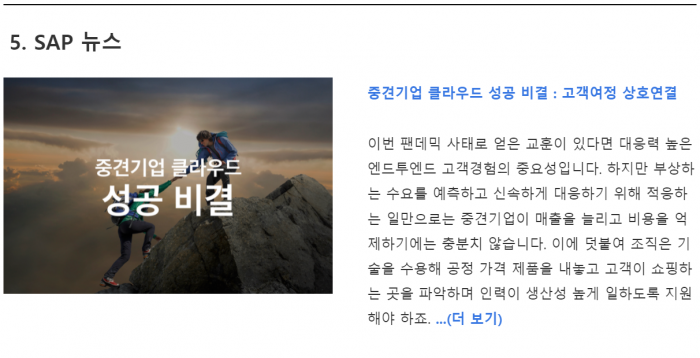 5. SAP 뉴스
중견기업 클라우드
성공 비결
중견기업 클라우드 성공 비결 : 고객여정 상호연결
이번 팬데믹 사태로 얻은 교훈이 있다면 대응력 높은
엔드투엔드 고객경험의 중요성입니다. 하지만 부상하
는 수요를 예측하고 신속하게 대응하기 위해 적응하
는 일만으로는 중견기업이 매출을 늘리고 비용을 억
제하기에는 충분치 않습니다. 이에 덧붙여 조직은 기
술을 수용해 공정 가격 제품을 내놓고 고객이 쇼핑하
는 곳을 파악하며 인력이 생산성 높게 일하도록 지원
해야 하죠. ...(더 보기)